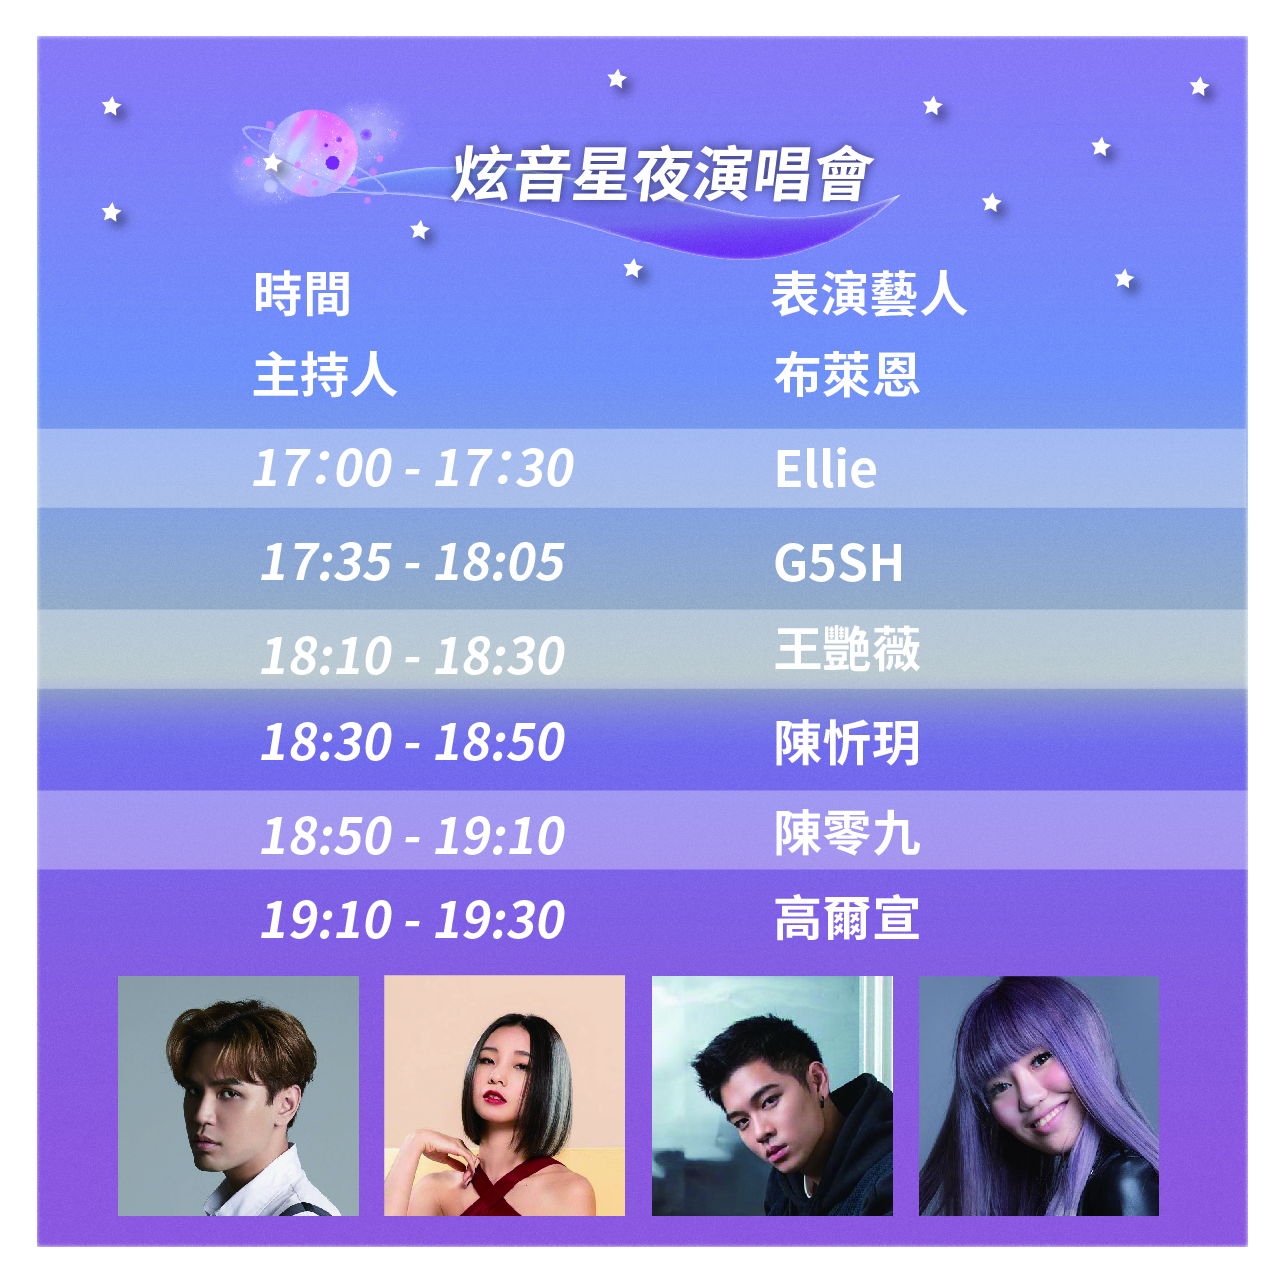 炫音星夜演唱會
時間 表演藝人
主持人 布萊恩
17:00 - 17:30 Ellie
17:35 - 18:05 G5SH
18:10 - 18:30 王艷薇
18:30 - 18:50 陳忻玥
18:50 - 19:10 陳零九
19:10 - 19:30 高爾宣